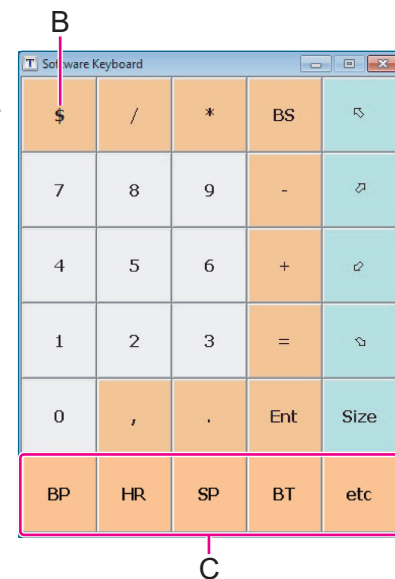 B
T Software Keyboard
$ / * BS
7 8 9 -
4 5 6 +
1 2 3 =
0 , . Ent Size
BP HR SP BT etc
C